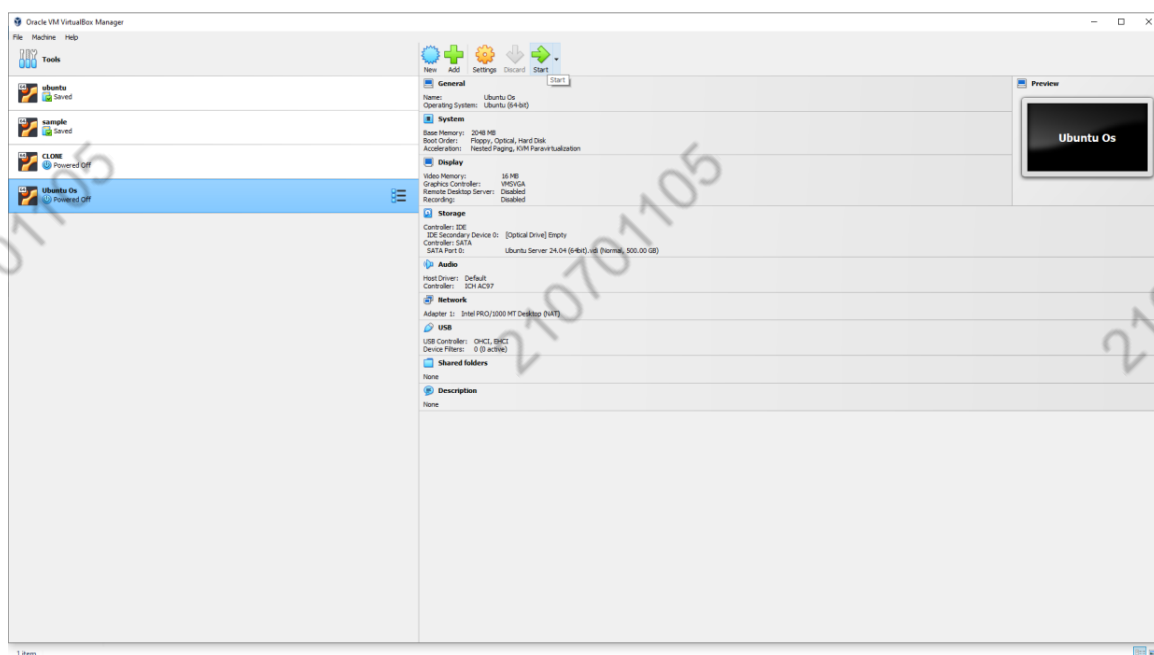 Oracle VM VirtualBox Manager
File Machine Help
Tools
New Add Settings Discard Start
Start
ubuntu
Saved
sample
Saved
CLONE
Powered Off
Ubuntu Os
Powered Off
General
Name: Ubuntu Os
Operating System: Ubuntu (64-bit)
System
Base Memory: 2048 MB
Boot Order: Floppy, Optical, Hard Disk
Acceleration: Nested Paging, KVM Paravirtualization
Display
Video Memory: 16 MB
Graphics Controller: VMSVGA
Remote Desktop Server: Disabled
Recording: Disabled
Storage
Controller: IDE
IDE Secondary Device 0: [Optical Drive] Empty
Controller: SATA
SATA Port 0: Ubuntu Server 24.04 (64bit).vdi (Normal, 500.00 GB)
Audio
Host Driver: Default
Controller: ICH AC97
Network
Adapter 1: Intel PRO/1000 MT Desktop (NAT)
USB
USB Controller: OHCI, EHCI
Device Filters: 0 (0 active)
Shared folders
None
Description
None
Preview
Ubuntu Os
210701105
01105
21
1 item